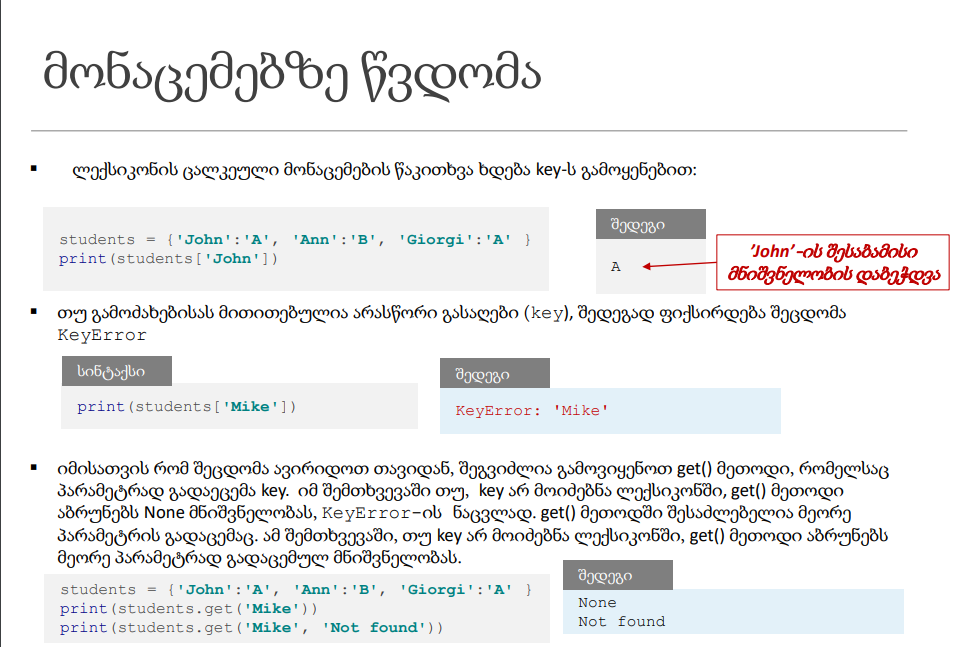 მონაცემებზე წვდომა
▪ ლექსიკონის ცალკეული მონაცემების წაკითხვა ხდება key-ს გამოყენებით:
students = {'John':'A', 'Ann':'B', 'Giorgi':'A' }
print(students['John'])
შედეგი
A
'John'-ის შესაბამისი
მნიშვნელობის დაბეჭდვა
▪ თუ გამოძახებისას მითითებულია არასწორი გასაღები (key), შედეგად ფიქსირდება შეცდომა
KeyError
სინტაქსი
print(students['Mike'])
შედეგი
KeyError: 'Mike'
▪ იმისათვის რომ შეცდომა ავირიდოთ თავიდან, შეგვიძლია გამოვიყენოთ get() მეთოდი, რომელსაც
პარამეტრად გადაეცემა key. იმ შემთხვევაში თუ, key არ მოიძებნა ლექსიკონში, get() მეთოდი
აბრუნებს None მნიშვნელობას, KeyError-ის ნაცვლად. get() მეთოდში შესაძლებელია მეორე
პარამეტრის გადაცემაც. ამ შემთხვევაში, თუ key არ მოიძებნა ლექსიკონში, get() მეთოდი აბრუნებს
მეორე პარამეტრად გადაცემულ მნიშვნელობას.
students = {'John':'A', 'Ann':'B', 'Giorgi':'A' }
print(students.get('Mike'))
print(students.get('Mike', 'Not found'))
შედეგი
None
Not found